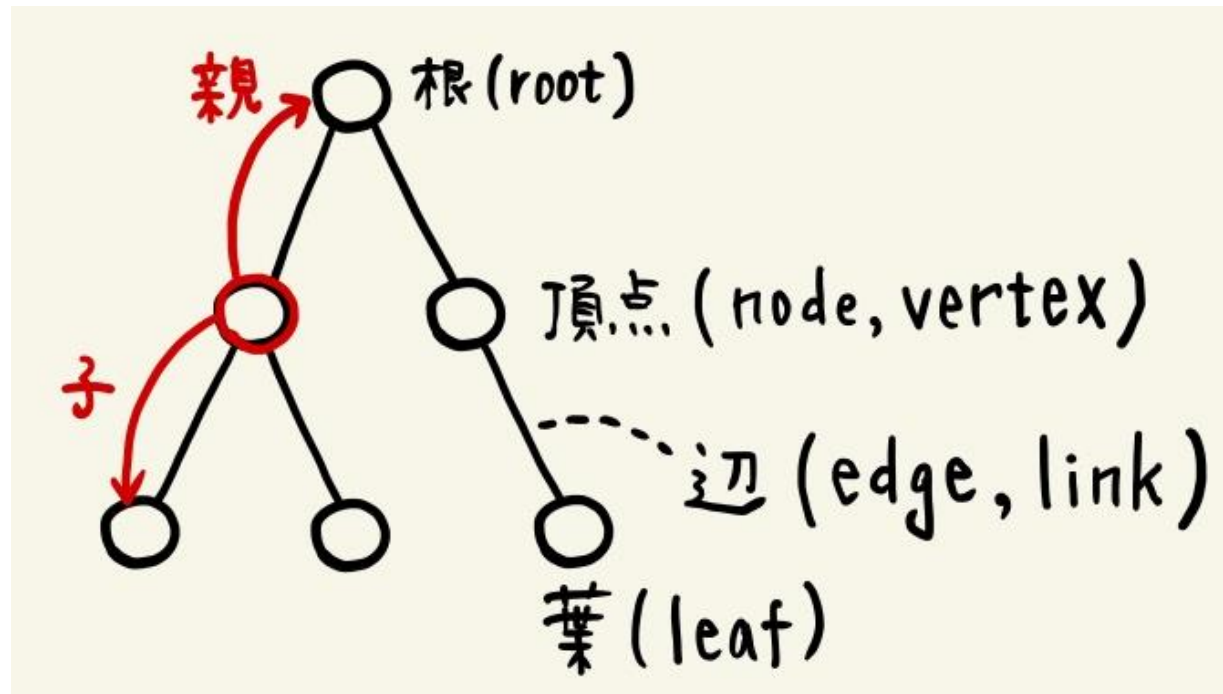 親
根(root)
頂点(node,vertex)
子
辺(edge,link)
葉(leaf)